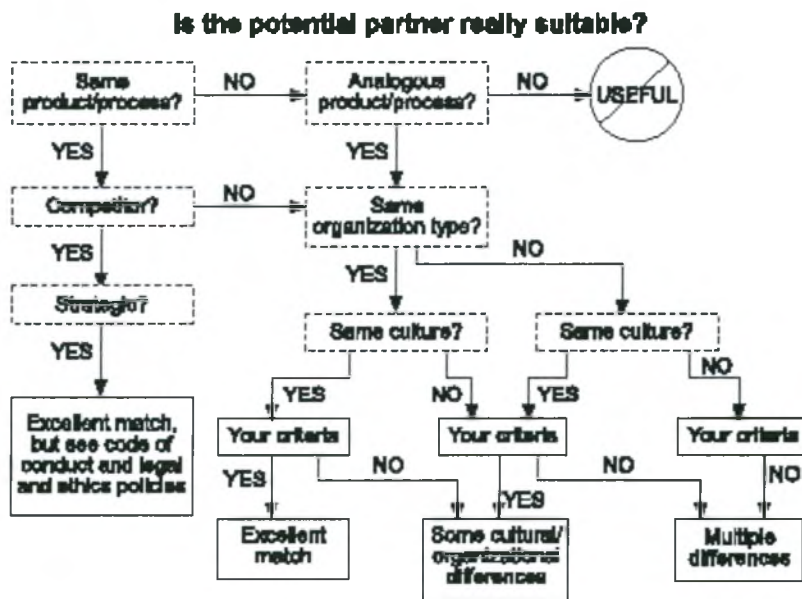 Is the potential partner really suitable?
Same
product/process?
NO
Analogous
product/process?
NO
USEFUL
YES
YES
Competitor?
NO
Same
organization type?
YES
YES
NO
Strategic?
Same culture?
Same culture?
YES
YES
NO
YES
NO
Excellent match,
but see code of
conduct and legal
and ethics policies
Your criteria
Your criteria
Your criteria
YES
NO
YES
NO
NO
Excellent
match
Some cultural/
organizational
differences
Multiple
differences